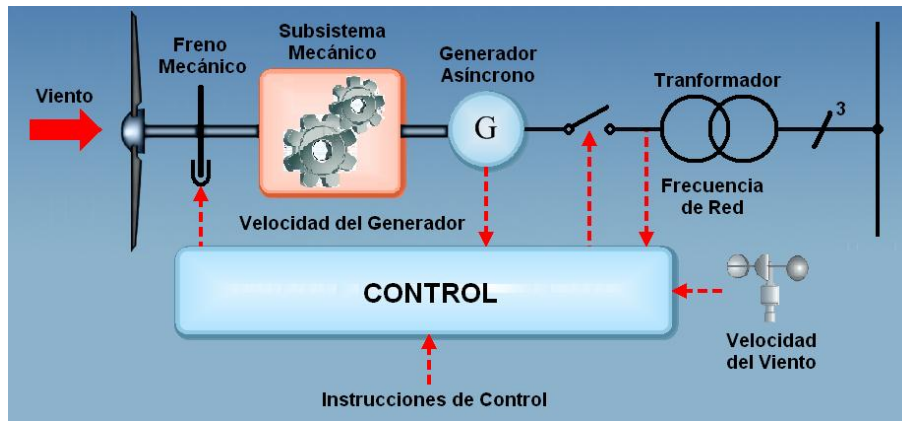 Viento
Freno
Mecánico
Subsistema
Mecánico
Generador
Asíncrono
G
Tranformador
3
Frecuencia
de Red
Velocidad del Generador
CONTROL
Velocidad
del Viento
Instrucciones de Control